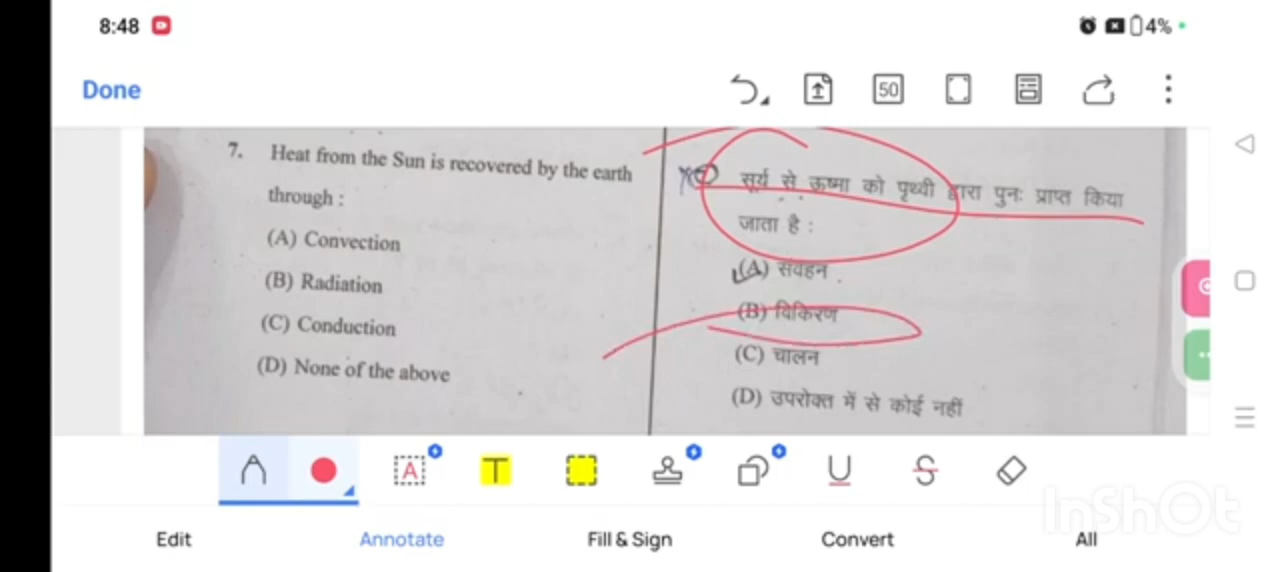 8:48
4%
Done
50
7. Heat from the Sun is recovered by the earth
through :
(A) Convection
(B) Radiation
(C) Conduction
(D) None of the above
सूर्य से ऊष्मा को पृथ्वी द्वारा पुनः प्राप्त किया
जाता है :
(A) संवहन
(B) विकिरण
(C) चालन
(D) उपरोक्त में से कोई नहीं
A
T
U
S
Edit
Annotate
Fill & Sign
Convert
All
InShOt